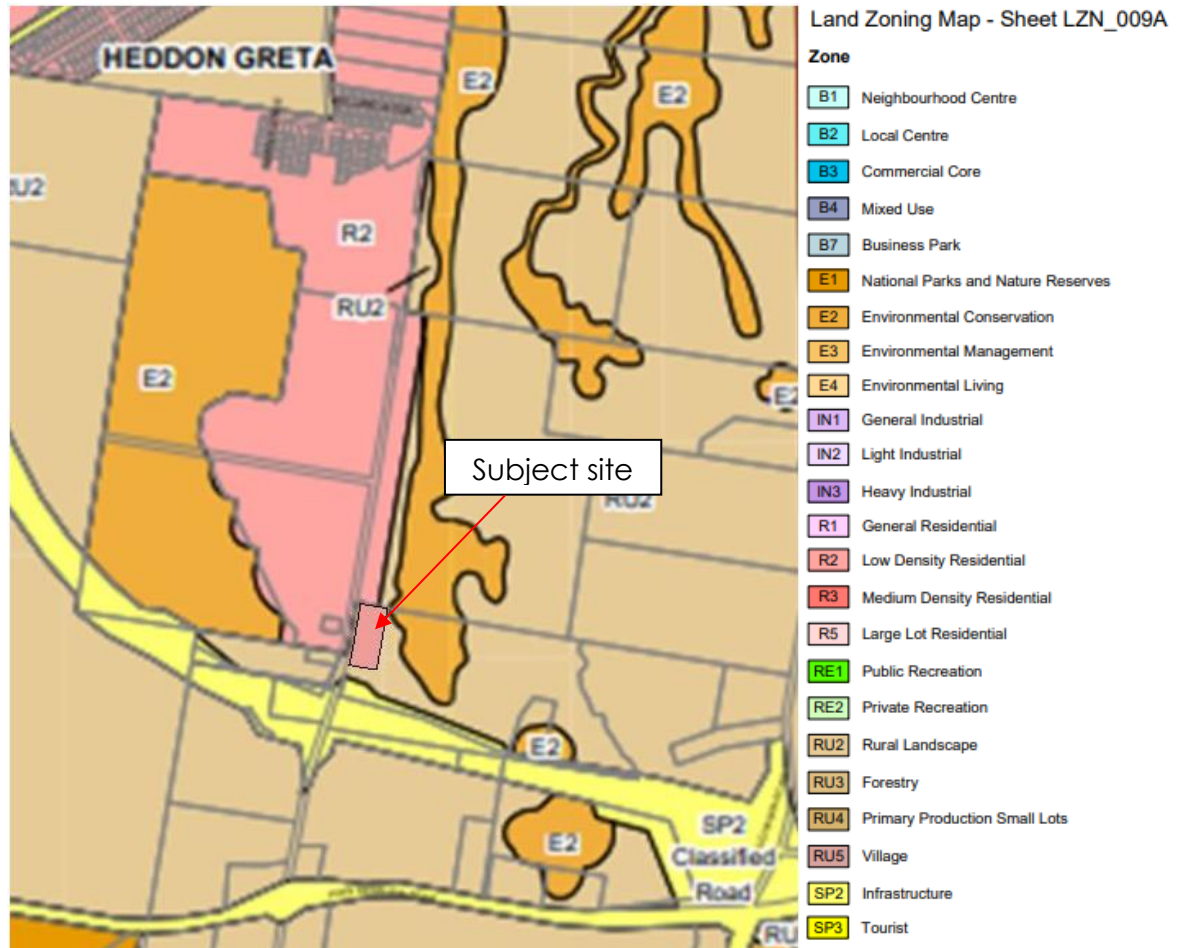 Land Zoning Map - Sheet LZN_009A
Zone
B1 Neighbourhood Centre
B2 Local Centre
B3 Commercial Core
B4 Mixed Use
B7 Business Park
E1 National Parks and Nature Reserves
E2 Environmental Conservation
E3 Environmental Management
E4 Environmental Living
IN1 General Industrial
IN2 Light Industrial
IN3 Heavy Industrial
R1 General Residential
R2 Low Density Residential
R3 Medium Density Residential
R5 Large Lot Residential
RE1 Public Recreation
RE2 Private Recreation
RU2 Rural Landscape
RU3 Forestry
RU4 Primary Production Small Lots
RU5 Village
SP2 Infrastructure
SP3 Tourist
HEDDON GRETA
E2
E2
RU2
R2
RU2
E2
E2
Subject site
RU2
E2
E2
SP2
Classified
Road
RU